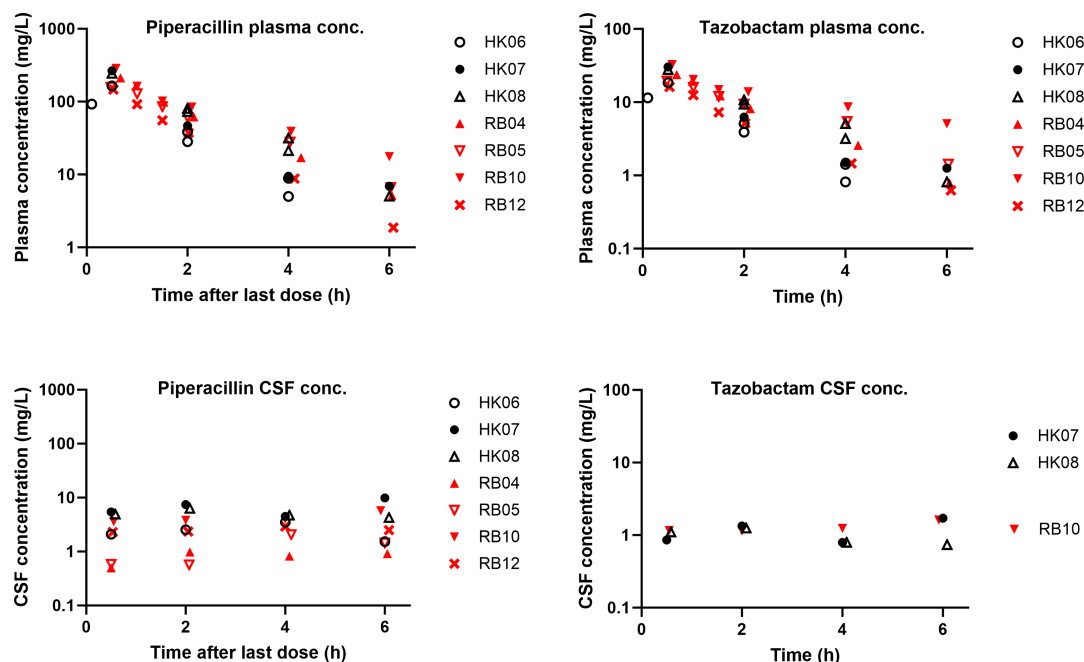 Piperacillin plasma conc.
Plasma concentration (mg/L)
1000
100
10
1
0
2
4
6
Time after last dose (h)
HK06
HK07
HK08
RB04
RB05
RB10
RB12
Tazobactam plasma conc.
Plasma concentration (mg/L)
100
10
1
0.1
0
2
4
6
Time (h)
HK06
HK07
HK08
RB04
RB05
RB10
RB12
Piperacillin CSF conc.
CSF concentration (mg/L)
1000
100
10
1
0.1
0
2
4
6
Time after last dose (h)
HK06
HK07
HK08
RB04
RB05
RB10
RB12
Tazobactam CSF conc.
CSF concentration (mg/L)
100
10
1
0.1
0
2
4
6
Time (h)
HK07
HK08
RB10